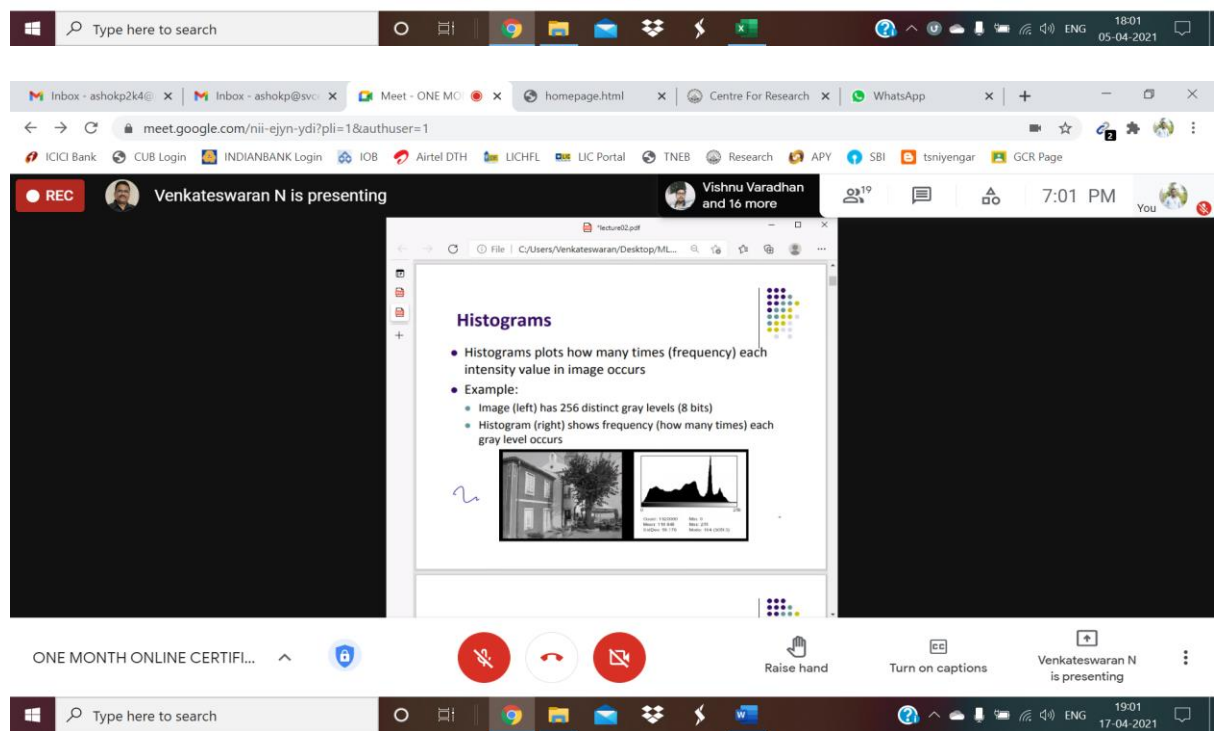 Type here to search
ENG
18:01
05-04-2021
Inbox - ashokp2k4@
Inbox - ashokp@svc
Meet - ONE MO
homepage.html
Centre For Research
WhatsApp
meet.google.com/nii-ejyn-ydi?pli=1&authuser=1
2
ICICI Bank CUB Login INDIANBANK Login IOB Airtel DTH LICHFL LIC Portal TNEB Research APY SBI tsniyengar GCR Page
REC
Venkateswaran N is presenting
Vishnu Varadhan
and 16 more
19
7:01 PM
You
*lecture02.pdf
File | C:/Users/Venkateswaran/Desktop/ML...
Histograms
Histograms plots how many times (frequency) each
intensity value in image occurs
Example:
Image (left) has 256 distinct gray levels (8 bits)
Histogram (right) shows frequency (how many times) each
gray level occurs
ONE MONTH ONLINE CERTIFI...
Raise hand
CC
Turn on captions
Venkateswaran N
is presenting
Type here to search
ENG
19:01
17-04-2021